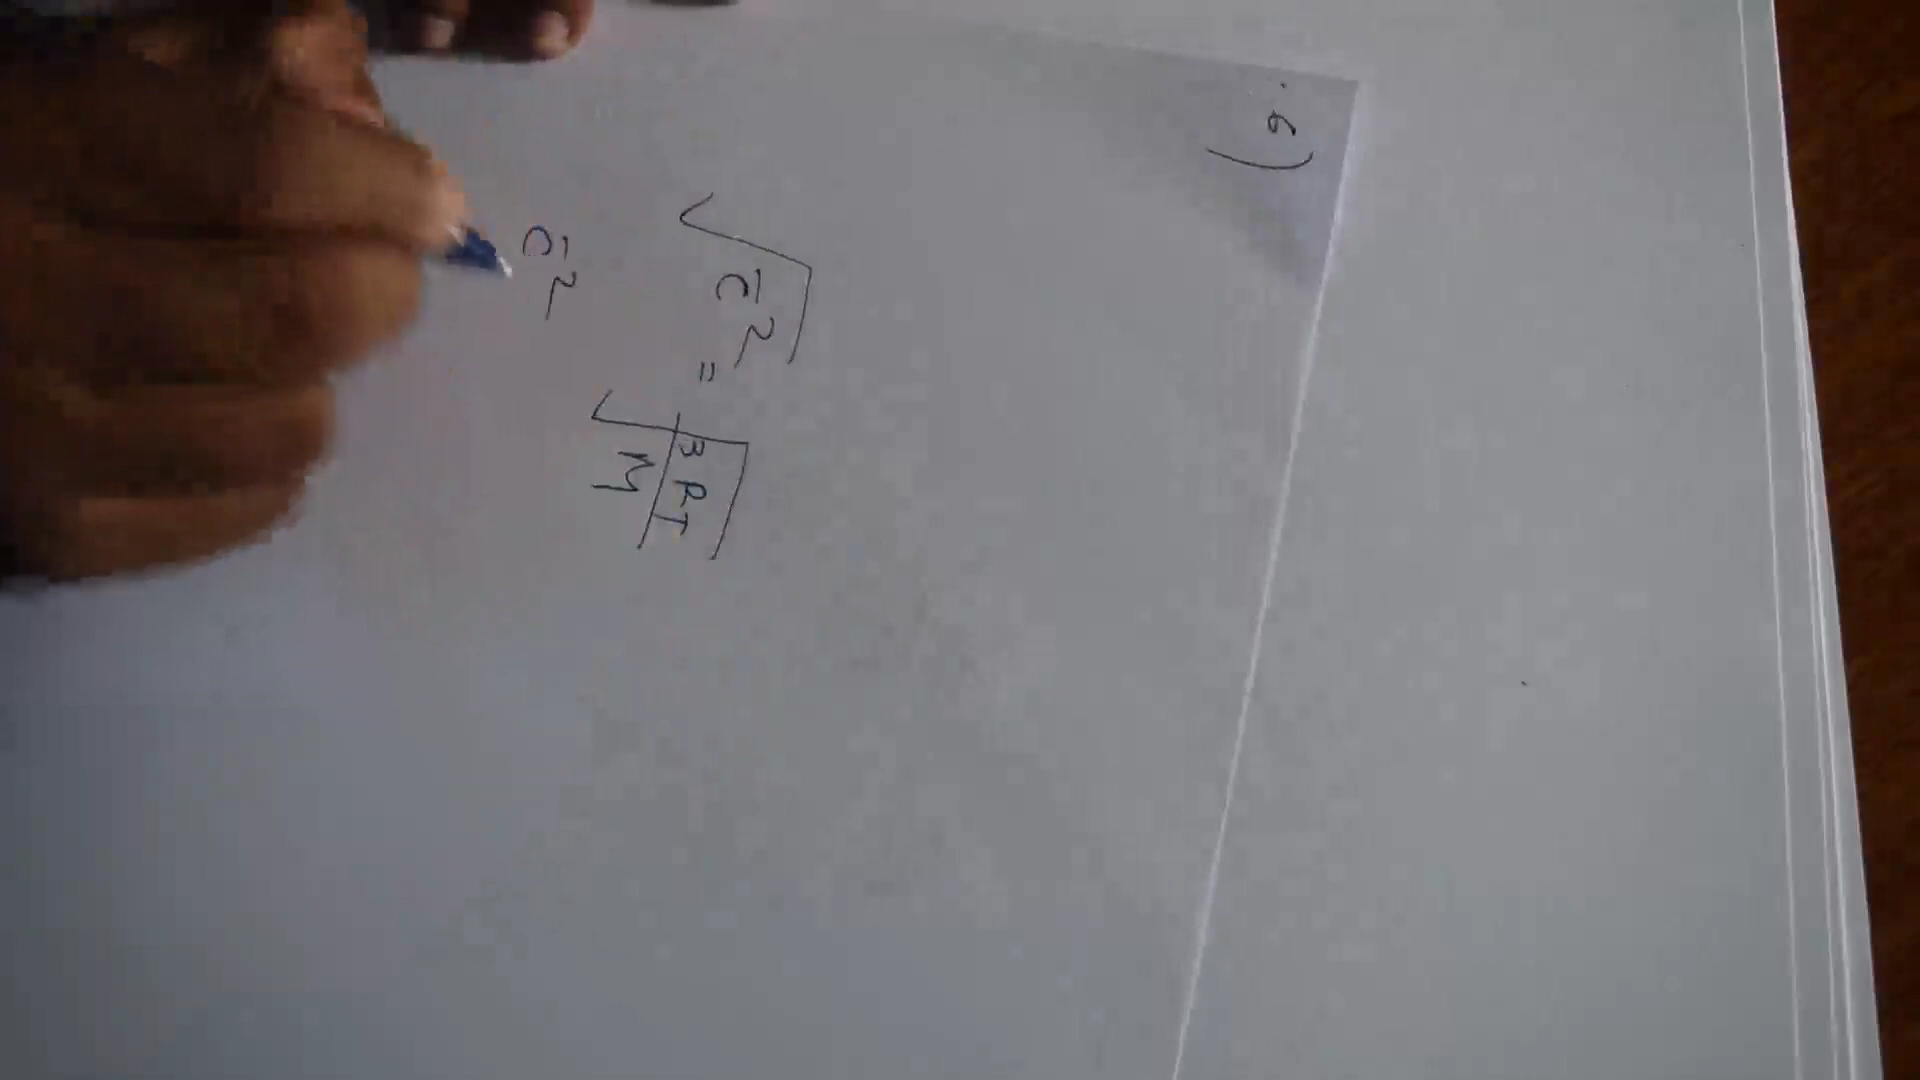 .6)
√c̄² = √(3RT/M)
c̄²